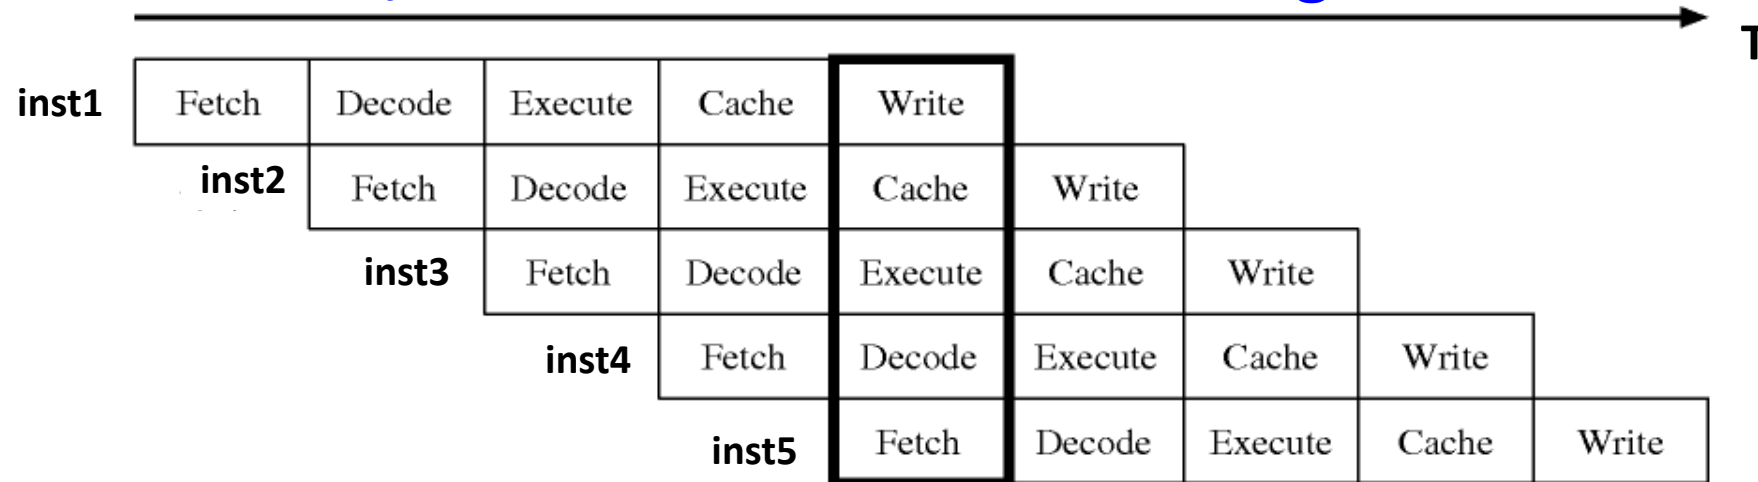 T
inst1 Fetch Decode Execute Cache Write
inst2 Fetch Decode Execute Cache Write
inst3 Fetch Decode Execute Cache Write
inst4 Fetch Decode Execute Cache Write
inst5 Fetch Decode Execute Cache Write